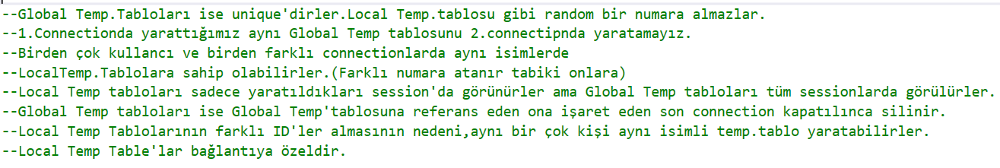 --Global Temp.Tabloları ise unique'dirler.Local Temp.tablosu gibi random bir numara almazlar.
--1.Connectionda yarattığımız aynı Global Temp tablosunu 2.connectipnda yaratamayız.
--Birden çok kullancı ve birden farklı connectionlarda aynı isimlerde
--LocalTemp.Tablolara sahip olabilirler.(Farklı numara atanır tabiki onlara)
--Local Temp tabloları sadece yaratıldıkları session'da görünürler ama Global Temp tabloları tüm sessionlarda görülürler.
--Global Temp tabloları ise Global Temp'tablosuna referans eden ona işaret eden son connection kapatılınca silinir.
--Local Temp Tablolarının farklı ID'ler almasının nedeni,aynı bir çok kişi aynı isimli temp.tablo yaratabilirler.
--Local Temp Table'lar bağlantıya özeldir.